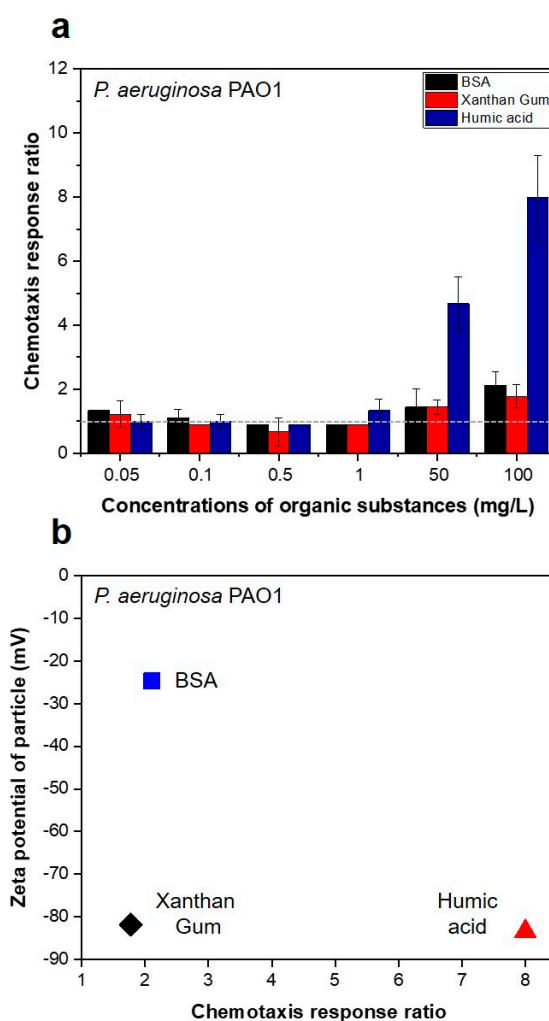 a
12
10
8
6
4
2
0
Chemotaxis response ratio
P. aeruginosa PAO1
BSA
Xanthan Gum
Humic acid
0.05 0.1 0.5 1 50 100
Concentrations of organic substances (mg/L)
b
0
-10
-20
-30
-40
-50
-60
-70
-80
-90
Zeta potential of particle (mV)
P. aeruginosa PAO1
BSA
Xanthan
Gum
Humic
acid
1 2 3 4 5 6 7 8
Chemotaxis response ratio